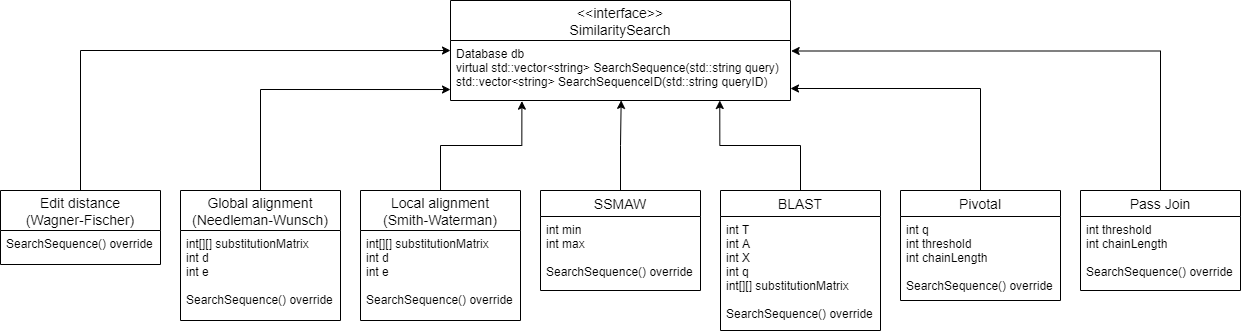 <<interface>>
SimilaritySearch
Database db
virtual std::vector<string> SearchSequence(std::string query)
std::vector<string> SearchSequenceID(std::string queryID)
Edit distance
(Wagner-Fischer)
SearchSequence() override
Global alignment
(Needleman-Wunsch)
int[][] substitutionMatrix
int d
int e
SearchSequence() override
Local alignment
(Smith-Waterman)
int[][] substitutionMatrix
int d
int e
SearchSequence() override
SSMAW
int min
int max
SearchSequence() override
BLAST
int T
int A
int X
int q
int[][] substitutionMatrix
SearchSequence() override
Pivotal
int q
int threshold
int chainLength
SearchSequence() override
Pass Join
int threshold
int chainLength
SearchSequence() override